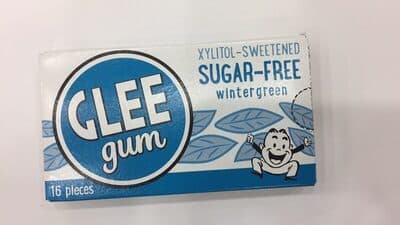 GLEE
gum
XYLITOL-SWEETENED
SUGAR-FREE
wintergreen
16 pieces